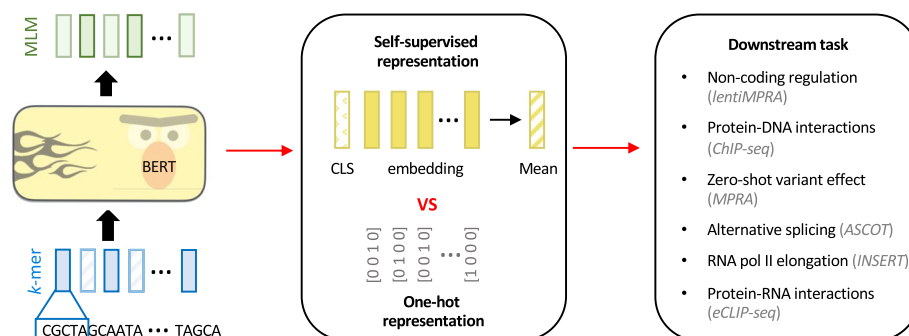 MLM
•••
BERT
k-mer
•••
CGCTAGCAATA ••• TAGCA
Self-supervised
representation
•••
CLS embedding Mean
VS
[0 0 1 0]
[0 1 0 0]
[0 0 1 0]
•••
[1 0 0 0]
One-hot
representation
Downstream task
• Non-coding regulation
(lentiMPRA)
• Protein-DNA interactions
(ChIP-seq)
• Zero-shot variant effect
(MPRA)
• Alternative splicing (ASCOT)
• RNA pol II elongation (INSERT)
• Protein-RNA interactions
(eCLIP-seq)